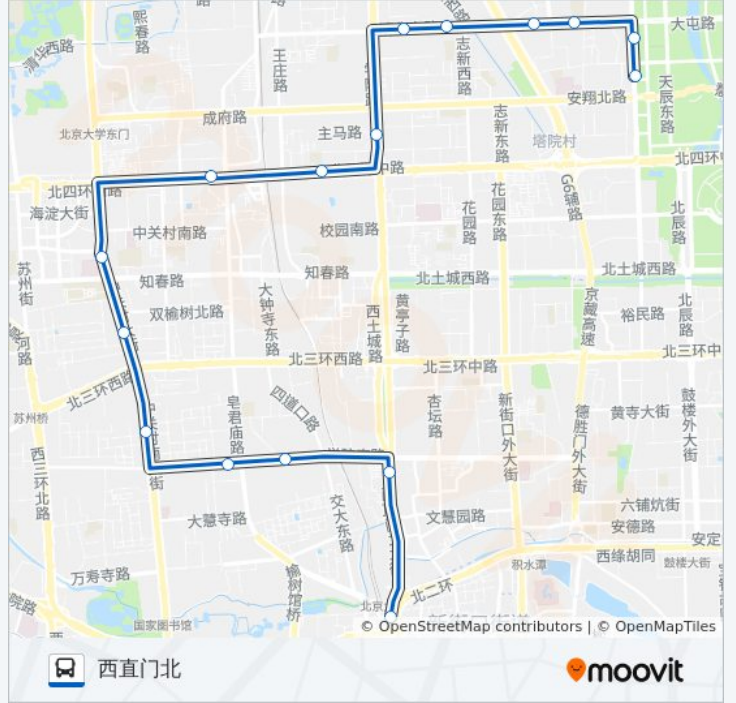 熙春路
清华西路
王庄路
志新西路
大屯路
成府路
安翔北路
天辰东路
北京大学东门
主马路
志新东路
塔院村
中路
北四环
北四环
路
海淀大街
花园路
花园东路
G6辅路
北辰路
中关村南路
校园南路
苏州街
知春路
知春路
北土城西路
北土城西路
大钟寺东路
双榆树北路
西土城路
黄亭子路
京藏高速
裕民路
北辰路
河路
北三环西路
北三环中路
北三环中
北三环西路
苏州桥
皂君庙路
四道口路
杏坛路
新街口外大街
德胜门外大街
黄寺大街
鼓楼外大街
西三环北路
街
大慧寺路
交大东路
文慧园路
六铺炕街
安德路
安定
万寿寺路
榆树馆桥
积水潭
西绦胡同
鼓楼大街
院路
北京
北二环
国家图书馆
© OpenStreetMap contributors | © OpenMapTiles
西直门北
moovit